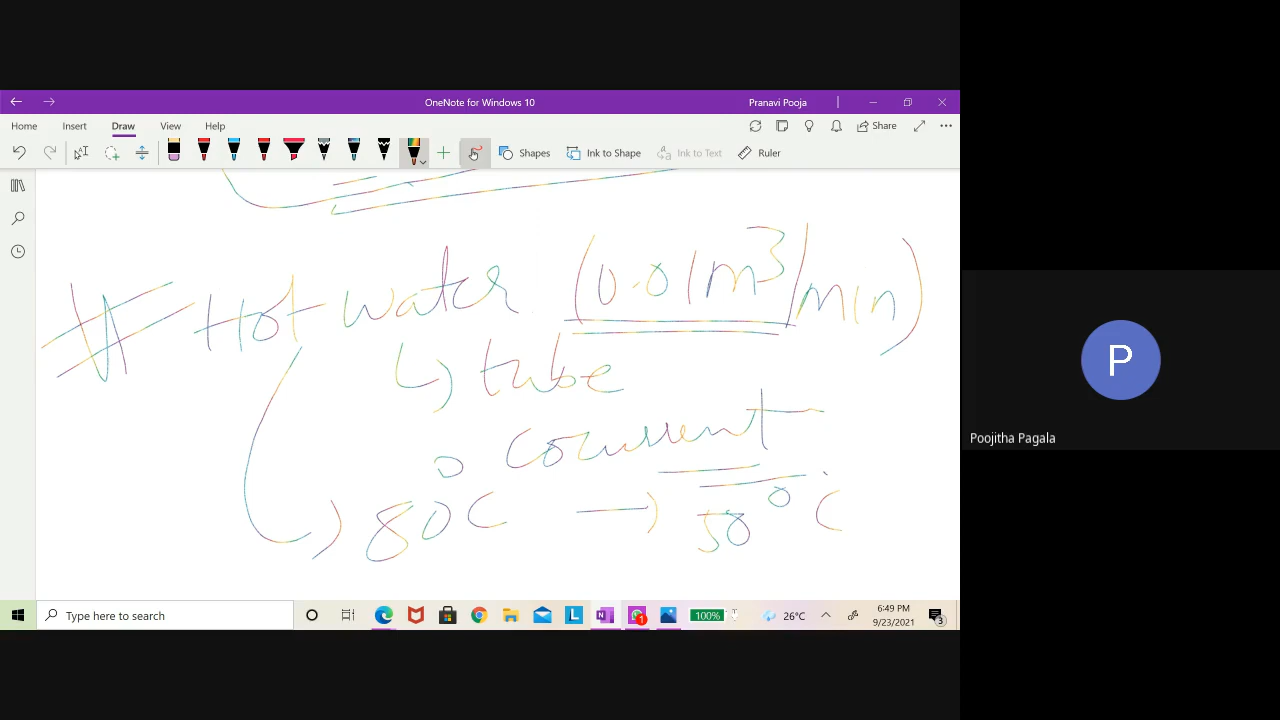 OneNote for Windows 10
Pranavi Pooja
Home Insert Draw View Help
Share
Shapes Ink to Shape Ink to Text Ruler
# Hot water (0.01m³/min)
↳ tube
80°C → 50°C
P
Poojitha Pagala
Type here to search
100%
26°C
6:49 PM
9/23/2021
3
1